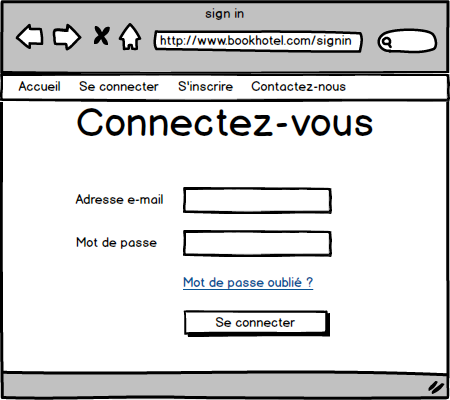 sign in
http://www.bookhotel.com/signin
Accueil Se connecter S'inscrire Contactez-nous
Connectez-vous
Adresse e-mail
Mot de passe
Mot de passe oublié ?
Se connecter